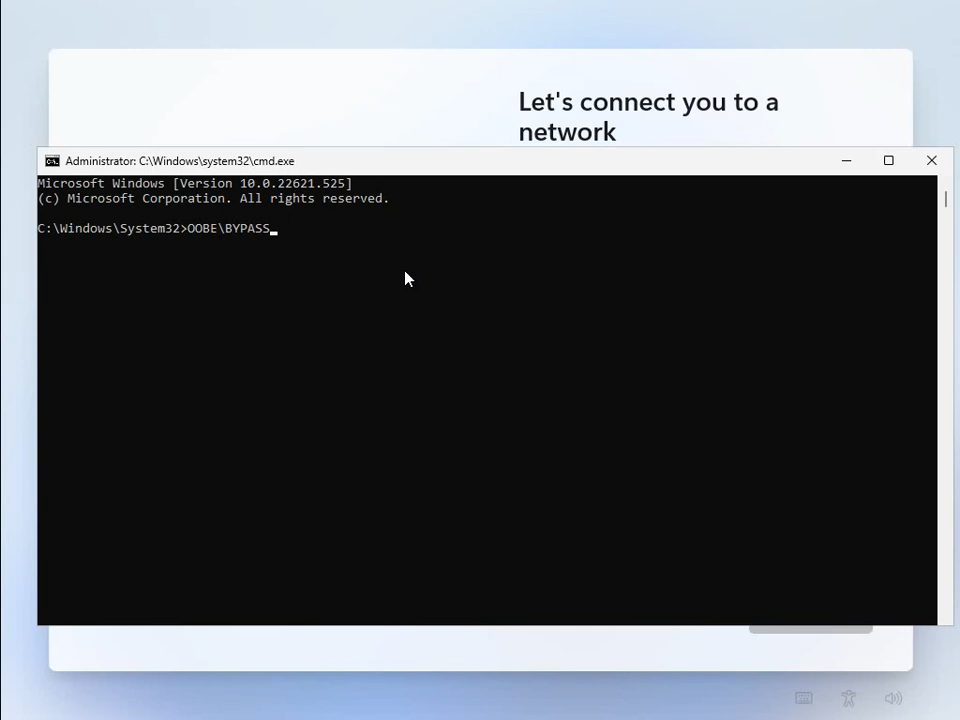 Let's connect you to a
network
Administrator: C:\Windows\system32\cmd.exe
Microsoft Windows [Version 10.0.22621.525]
(c) Microsoft Corporation. All rights reserved.
C:\Windows\System32>OOBE\BYPASS